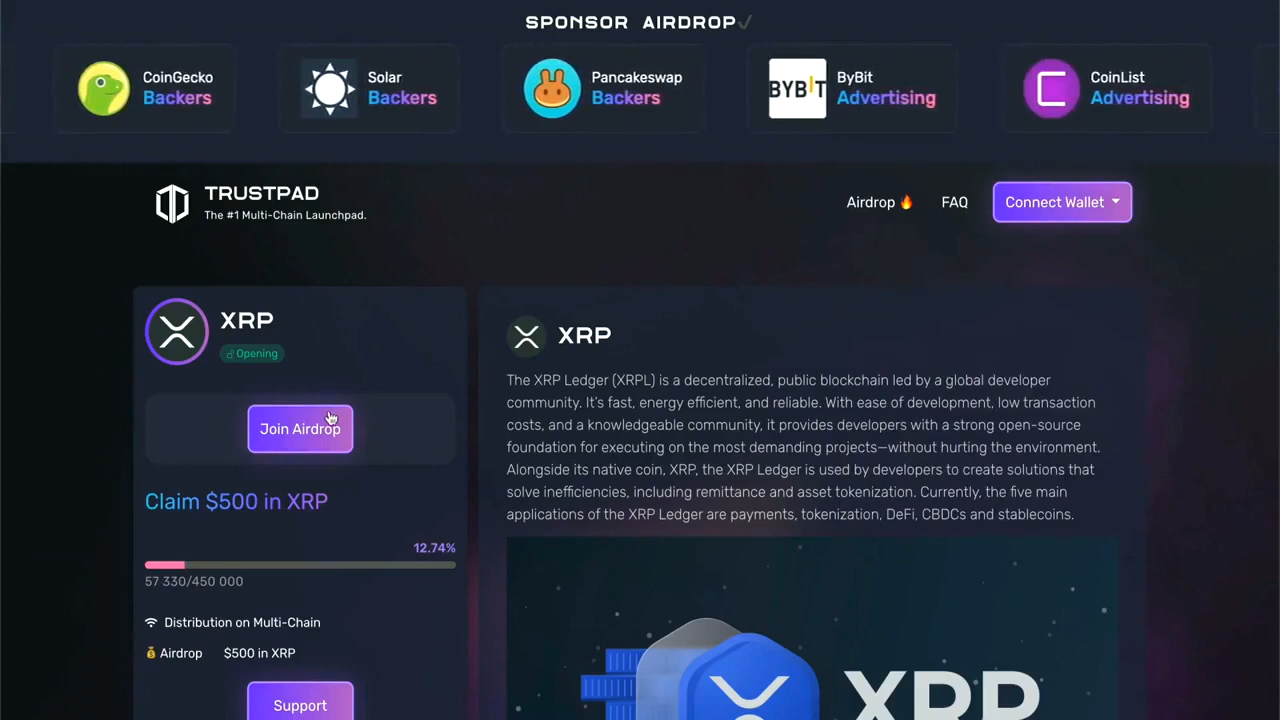 SPONSOR AIRDROP✓
CoinGecko
Backers
Solar
Backers
Pancakeswap
Backers
BYBIT
ByBit
Advertising
CoinList
Advertising
TRUSTPAD
The #1 Multi-Chain Launchpad.
Airdrop 🔥
FAQ
Connect Wallet
XRP
Opening
Join Airdrop
Claim $500 in XRP
12.74%
57 330/450 000
Distribution on Multi-Chain
Airdrop $500 in XRP
Support
XRP
The XRP Ledger (XRPL) is a decentralized, public blockchain led by a global developer
community. It's fast, energy efficient, and reliable. With ease of development, low transaction
costs, and a knowledgeable community, it provides developers with a strong open-source
foundation for executing on the most demanding projects—without hurting the environment.
Alongside its native coin, XRP, the XRP Ledger is used by developers to create solutions that
solve inefficiencies, including remittance and asset tokenization. Currently, the five main
applications of the XRP Ledger are payments, tokenization, DeFi, CBDCs and stablecoins.
XRP